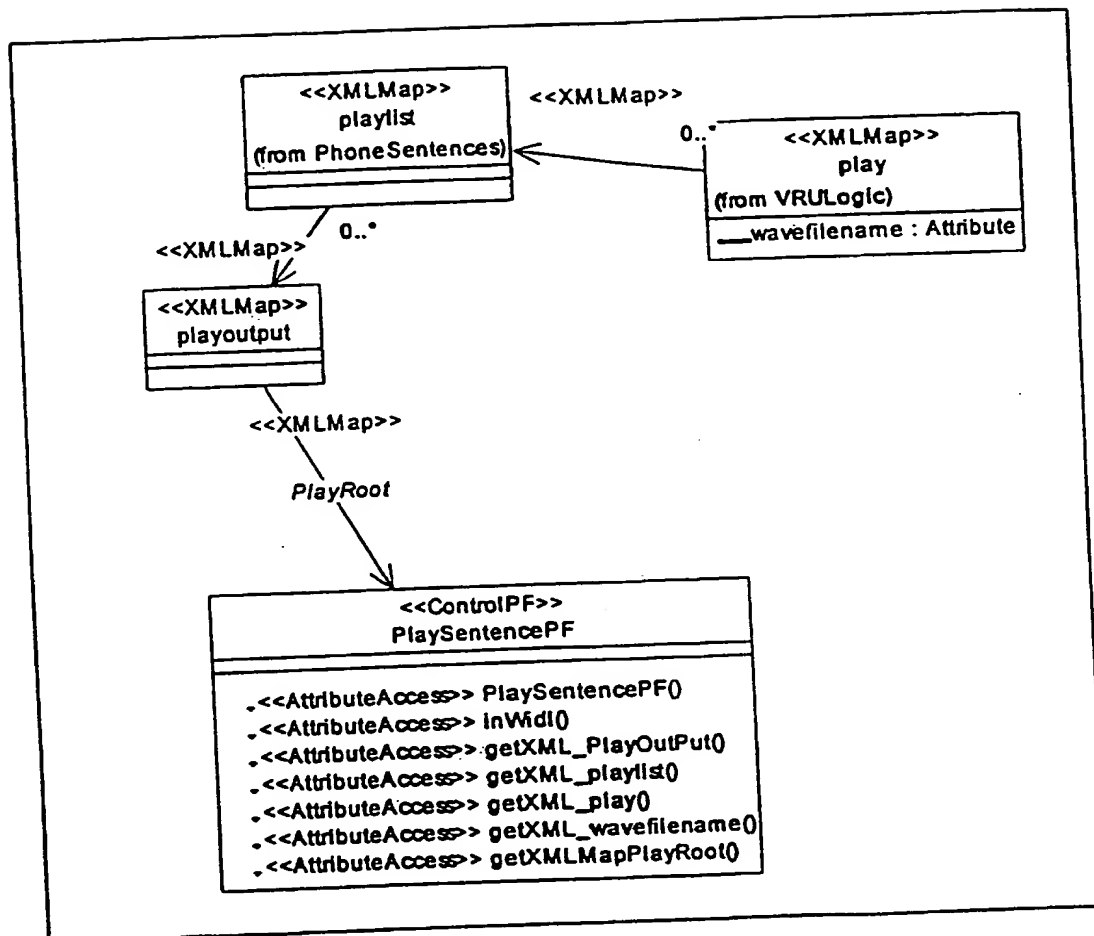 <<XMLMap>>
playlist
(from PhoneSentences)
<<XMLMap>>
0..*
<<XMLMap>>
play
(from VRULogic)
__wavefilename : Attribute
0..*
<<XMLMap>>
<<XMLMap>>
playoutput
<<XMLMap>>
PlayRoot
<<ControlPF>>
PlaySentencePF
<<AttributeAccess>> PlaySentencePF()
<<AttributeAccess>> inWidl()
<<AttributeAccess>> getXML_PlayOutPut()
<<AttributeAccess>> getXML_playlist()
<<AttributeAccess>> getXML_play()
<<AttributeAccess>> getXML_wavefilename()
<<AttributeAccess>> getXMLMapPlayRoot()